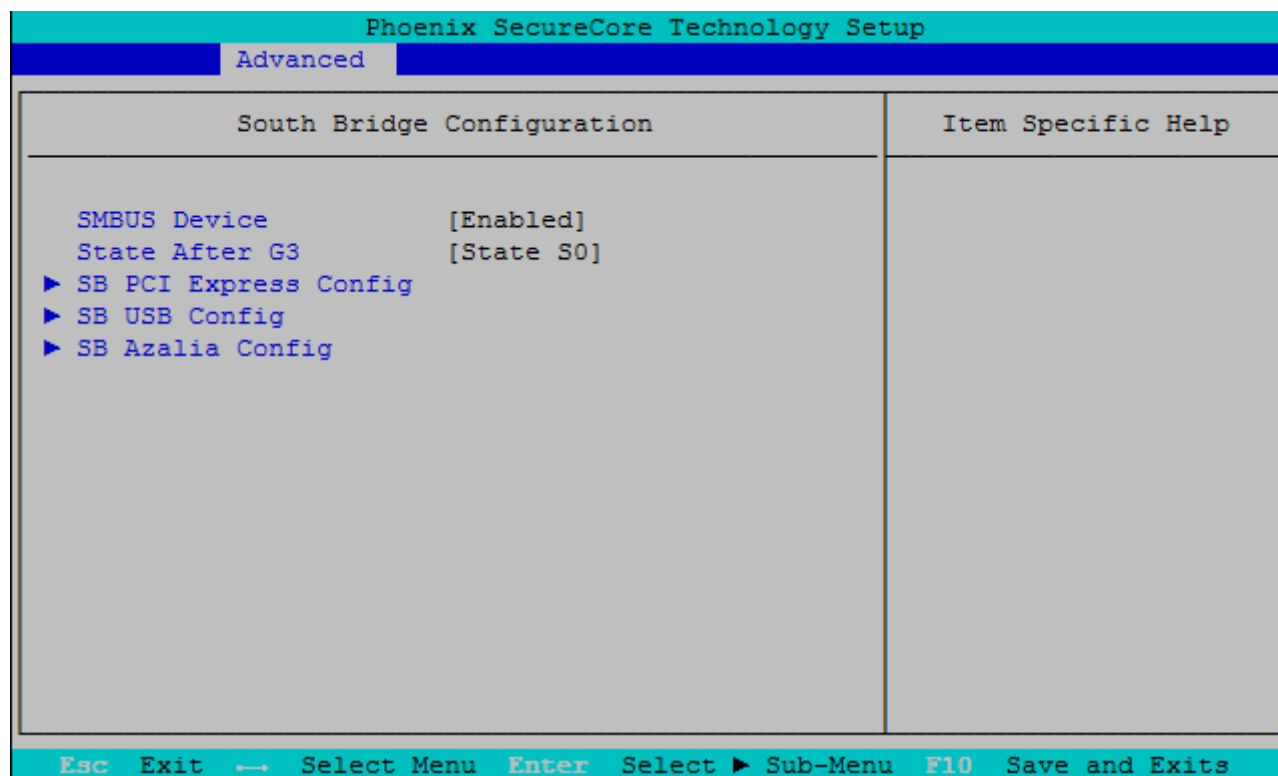 Phoenix SecureCore Technology Setup
Advanced
South Bridge Configuration
Item Specific Help
SMBUS Device [Enabled]
State After G3 [State S0]
► SB PCI Express Config
► SB USB Config
► SB Azalia Config
Esc Exit ←→ Select Menu Enter Select ► Sub-Menu F10 Save and Exits